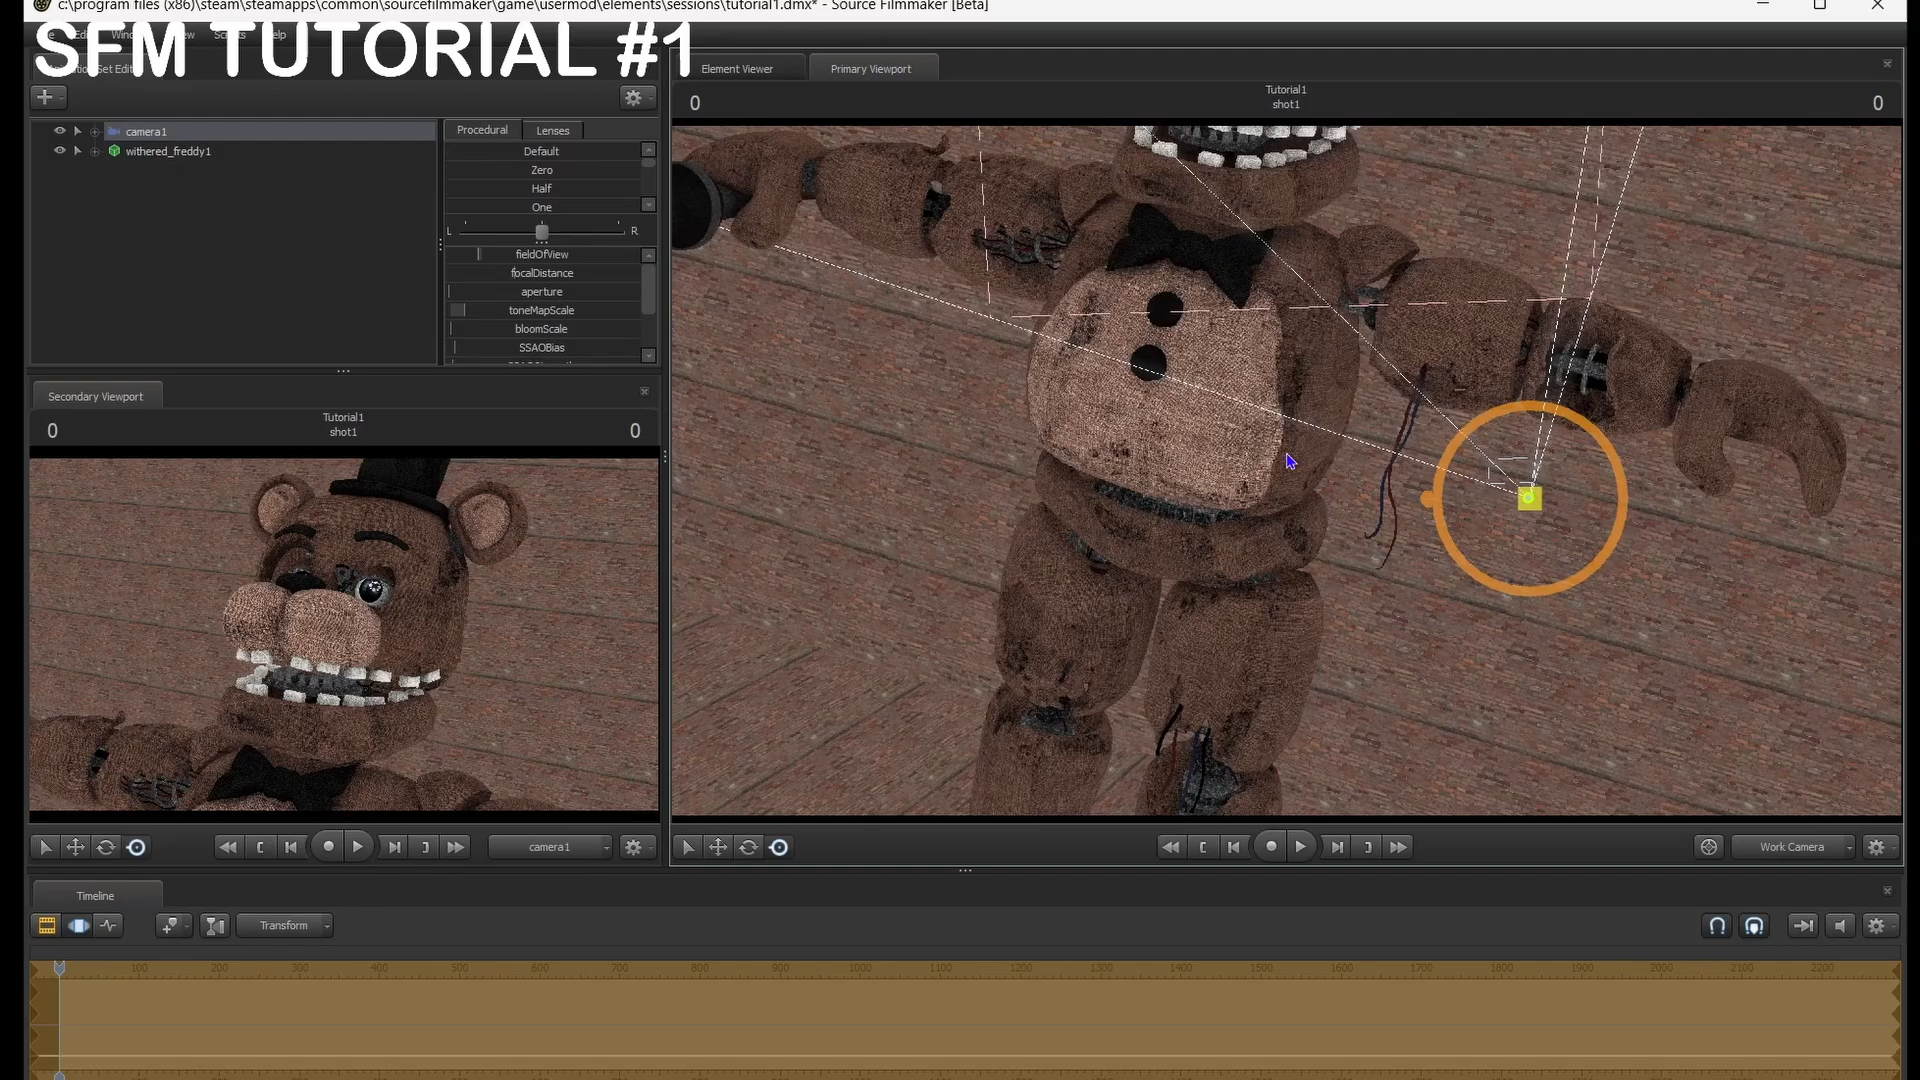 c:\program files (x86)\steam\steamapps\common\sourcefilmmaker\game\usermod\elements\sessions\tutorial1.dmx* - Source Filmmaker [Beta]
SFM TUTORIAL #1
Element Viewer
Primary Viewport
0
Tutorial1
shot1
0
camera1
withered_freddy1
Procedural
Lenses
Default
Zero
Half
One
L
R
fieldOfView
focalDistance
aperture
toneMapScale
bloomScale
SSAOBias
Secondary Viewport
0
Tutorial1
shot1
0
camera1
Work Camera
Timeline
Transform
100 200 300 400 500 600 700 800 900 1000 1100 1200 1300 1400 1500 1600 1700 1800 1900 2000 2100 2200